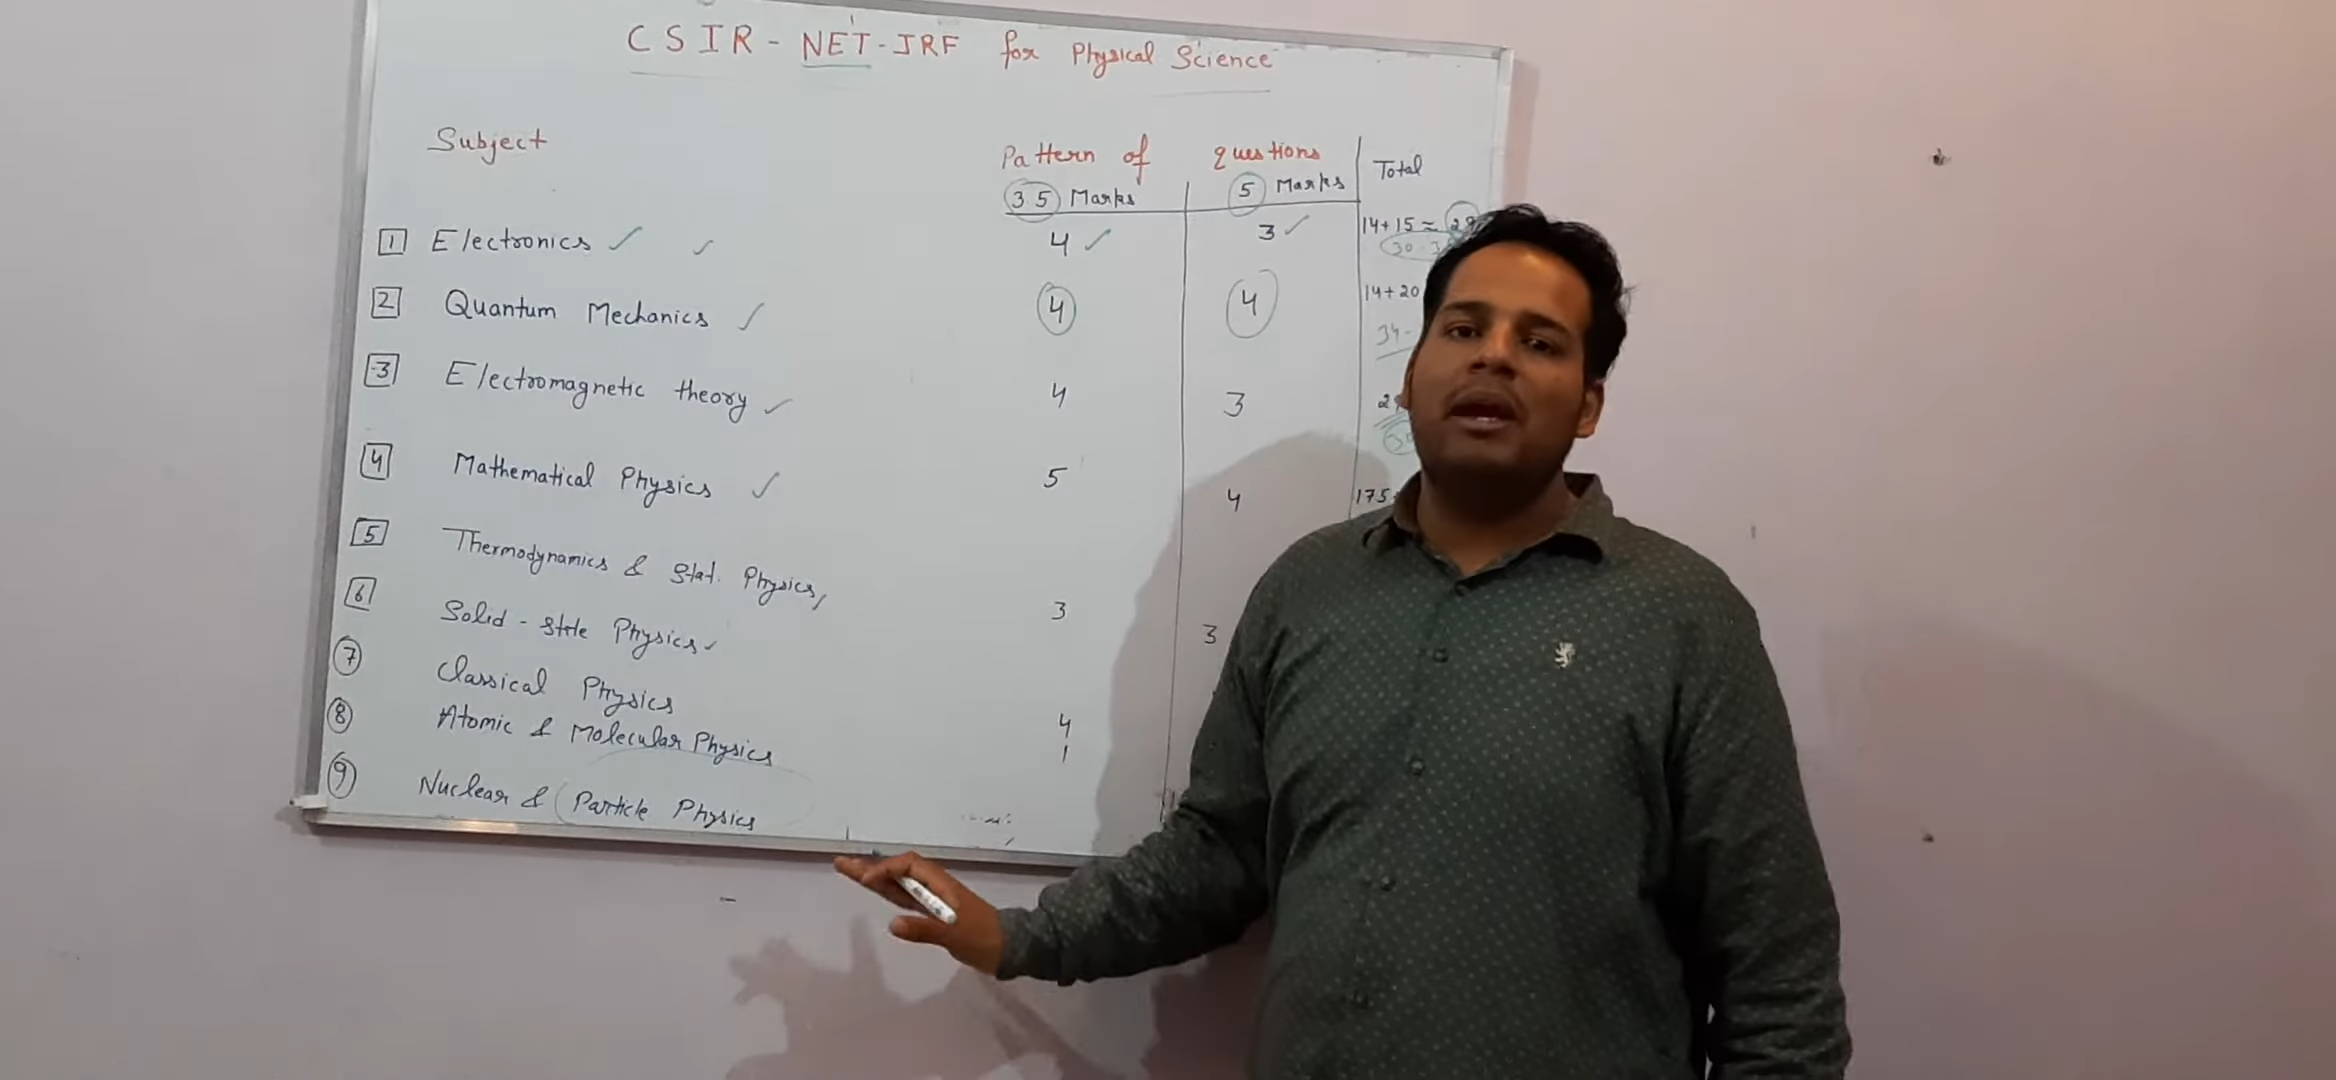 CSIR - NET - JRF for Physical Science
Subject Pattern of questions Total
35 Marks 5 Marks
1 Electronics ✓ ✓ 4 ✓ 3 ✓ 14+15 ≈ 29
30 - 3
2 Quantum Mechanics ✓ 4 4 14+20
34-
3 Electromagnetic theory ✓ 4 3
4 Mathematical Physics ✓ 5 4 175
5 Thermodynamics & Stat. Physics, 3
6 Solid - State Physics ✓ 3
7 Classical Physics 4
8 Atomic & Molecular Physics 1
9 Nuclear & Particle Physics